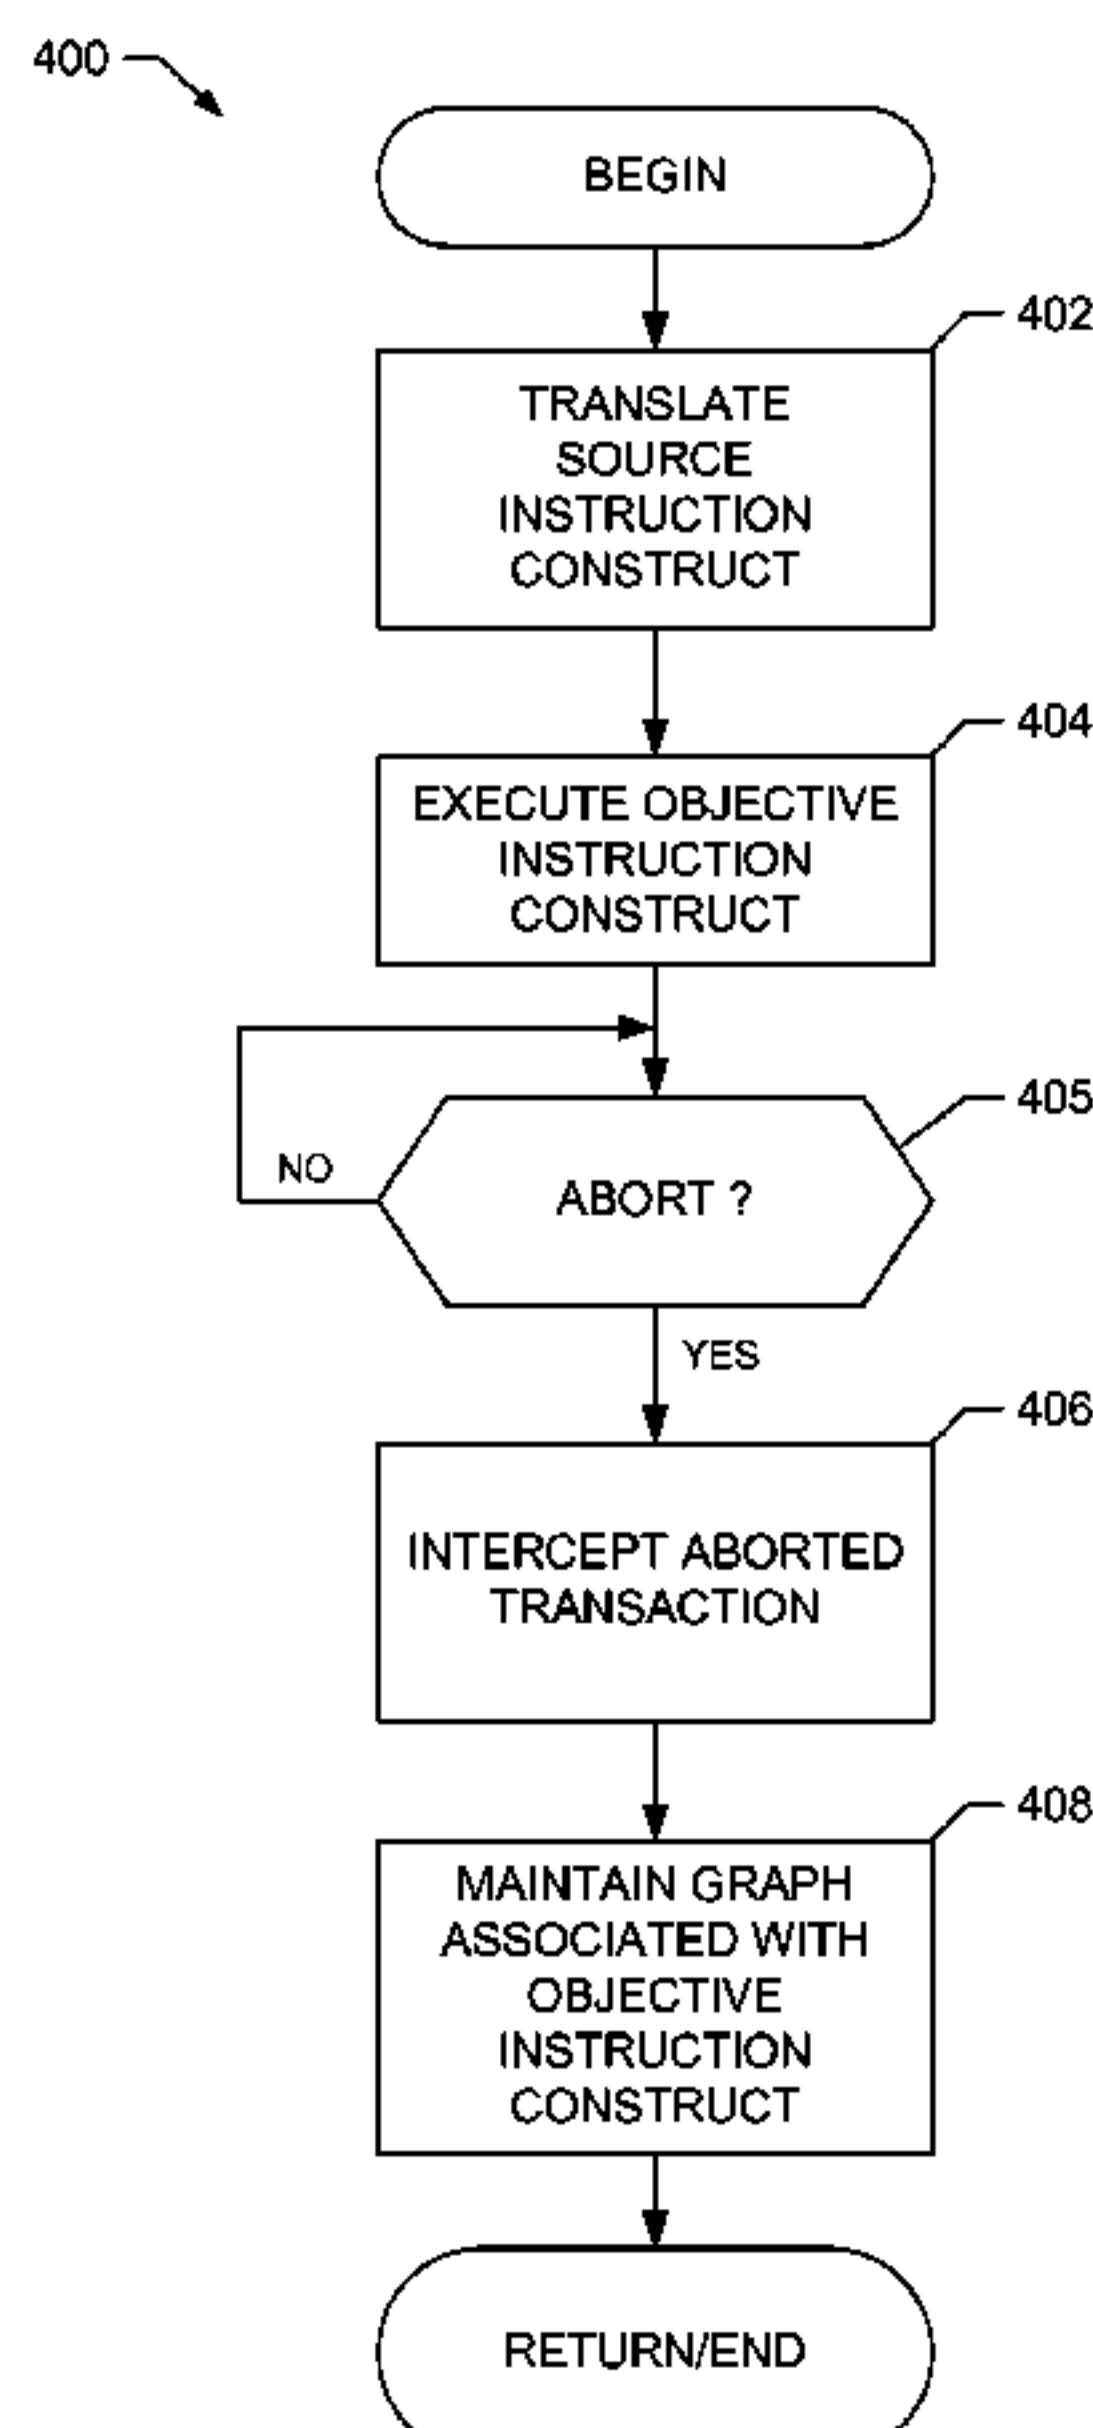 400
BEGIN
402
TRANSLATE
SOURCE
INSTRUCTION
CONSTRUCT
404
EXECUTE OBJECTIVE
INSTRUCTION
CONSTRUCT
405
NO
ABORT ?
YES
406
INTERCEPT ABORTED
TRANSACTION
408
MAINTAIN GRAPH
ASSOCIATED WITH
OBJECTIVE
INSTRUCTION
CONSTRUCT
RETURN/END